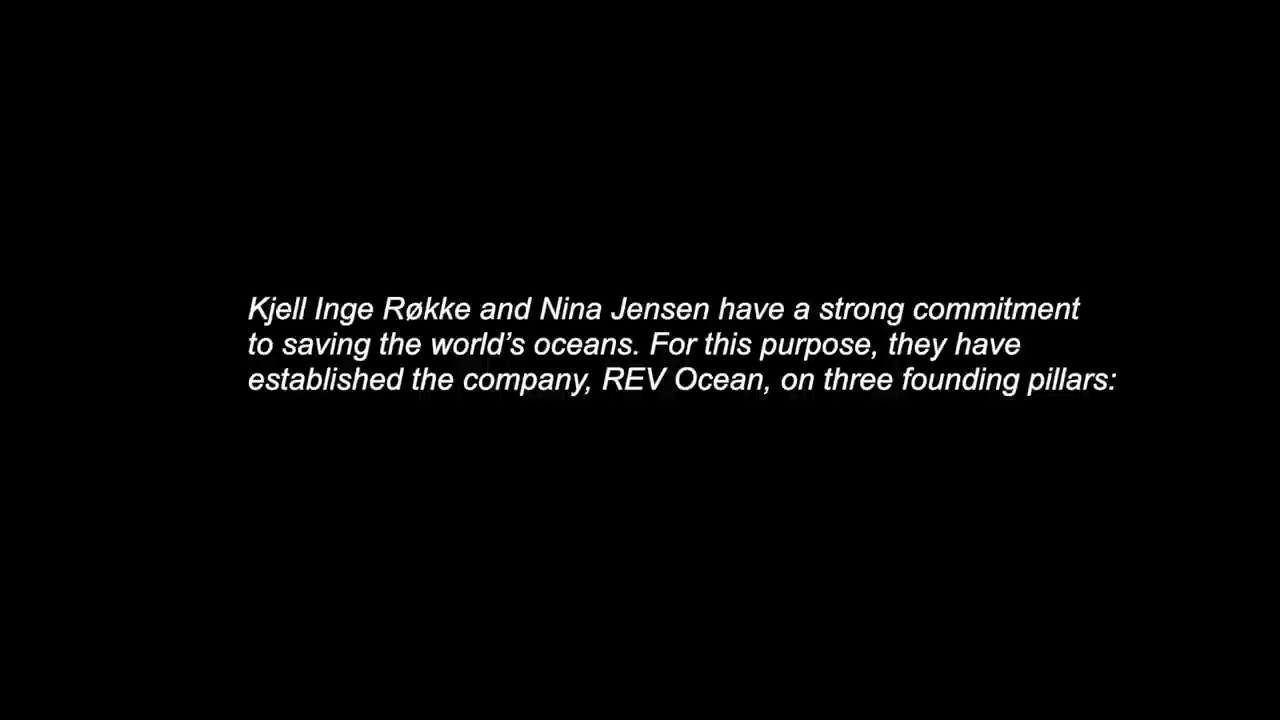 Kjell Inge Røkke and Nina Jensen have a strong commitment
to saving the world’s oceans. For this purpose, they have
established the company, REV Ocean, on three founding pillars: